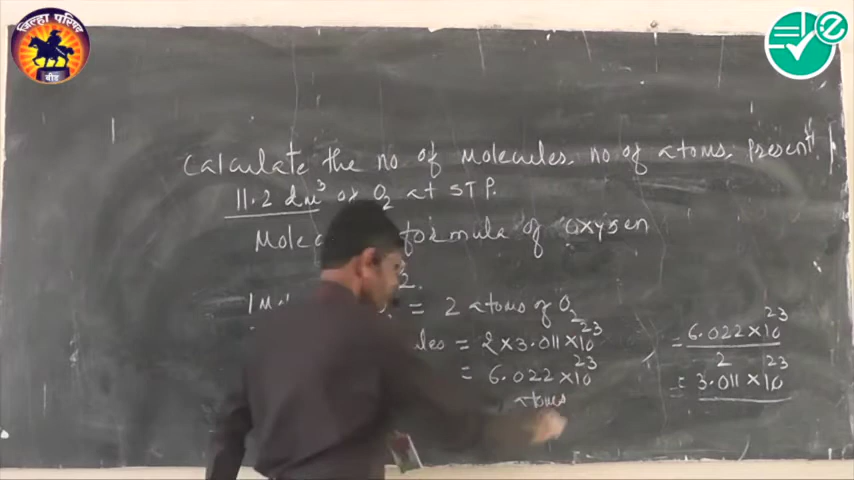 जिल्हा परिषद
बीड
e
Calculate the no of molecules. no of atoms. present
11.2 dm³ of O₂ at STP.
formula of oxygen
2.
= 2 atoms of O₂
= 2×3.011×10²³
= 6.022×10²³
atoms
= 6.022×10²³
2
= 3.011×10²³